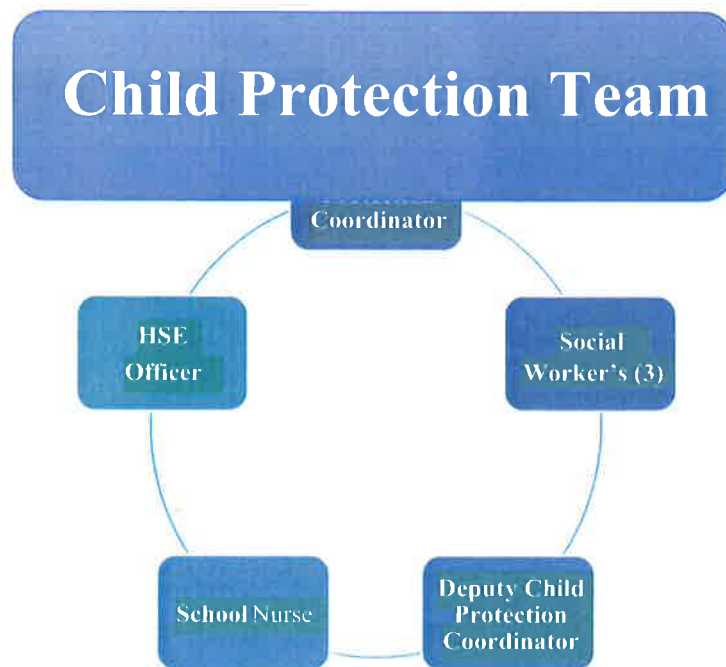 Child Protection Team
Coordinator
HSE
Officer
Social
Worker's (3)
School Nurse
Deputy Child
Protection
Coordinator